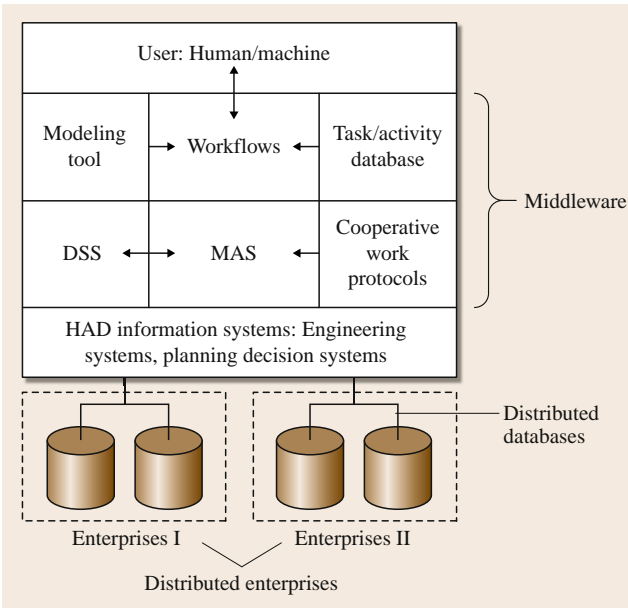 User: Human/machine
Modeling
tool
Workflows
Task/activity
database
Middleware
DSS
MAS
Cooperative
work
protocols
HAD information systems: Engineering
systems, planning decision systems
Distributed
databases
Enterprises I
Enterprises II
Distributed enterprises